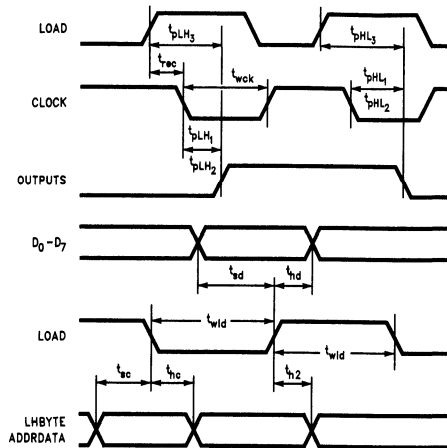 LOAD
tpLH3
tpHL3
trec
twck
tpHL1
CLOCK
tpHL2
tpLH1
tpLH2
OUTPUTS
D0-D7
tsd
thd
LOAD
twld
twld
tsc
thc
th2
LHBYTE
ADDRDATA